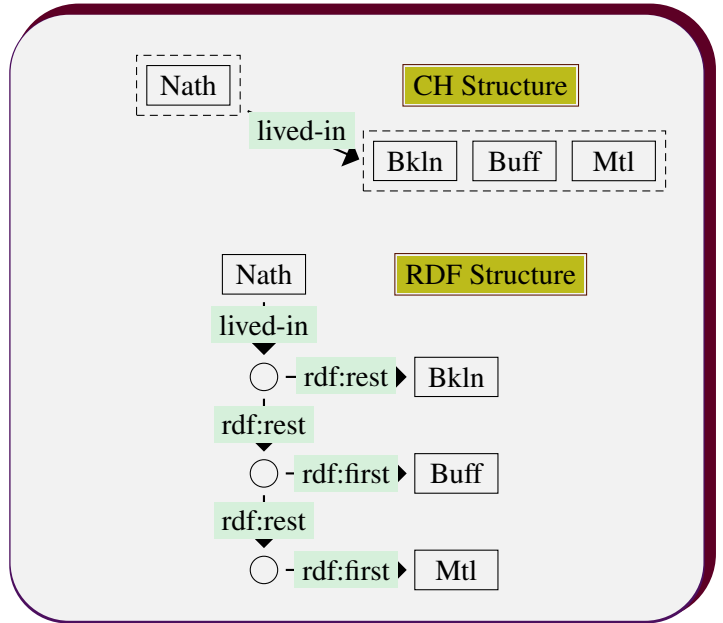 Nath
CH Structure
lived-in
Bkln
Buff
Mtl
Nath
RDF Structure
lived-in
rdf:rest
Bkln
rdf:rest
rdf:first
Buff
rdf:rest
rdf:first
Mtl